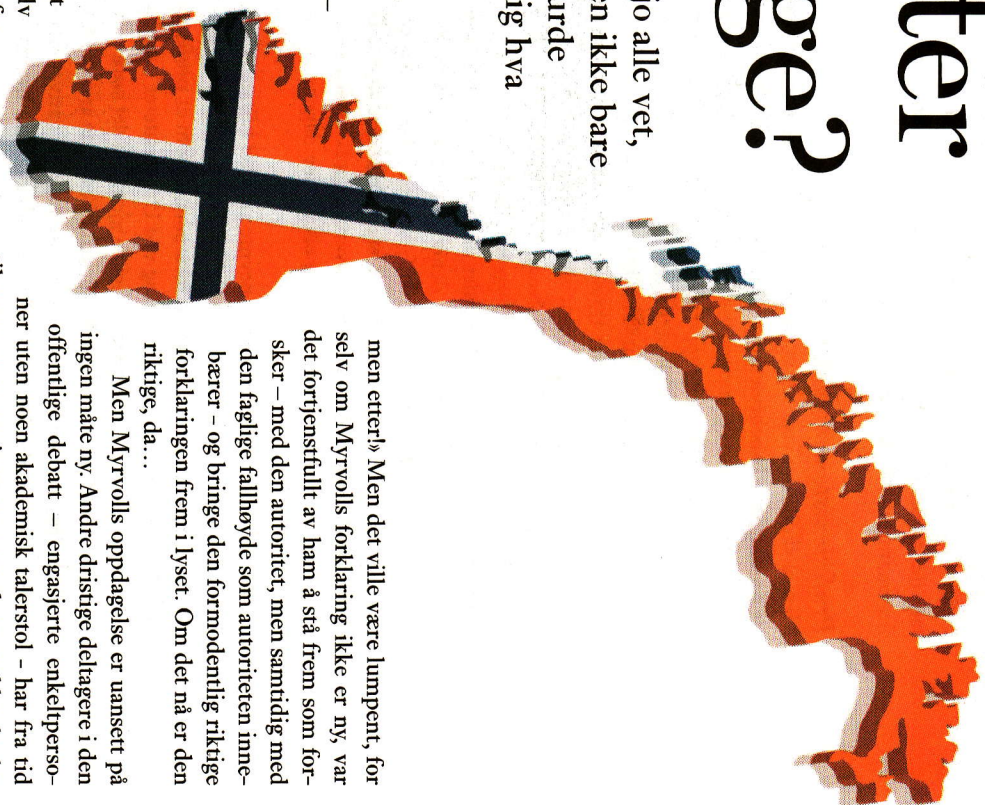 ter
ge?
jo alle vet,
en ikke bare
urde
ig hva
men etter!» Men det ville være lumpent, for
selv om Myrvolls forklaring ikke er ny, var
det fortjenstfullt av ham å stå frem som for-
sker – med den autoritet, men samtidig med
den faglige fallhøyde som autoriteten inne-
bærer – og bringe den formodentlig riktige
forklaringen frem i lyset. Om det nå er den
riktige, da…
Men Myrvolls oppdagelse er uansett på
ingen måte ny. Andre dristige deltagere i den
offentlige debatt – engasjerte enkeltperso-
ner uten noen akademisk talerstol – har fra tid